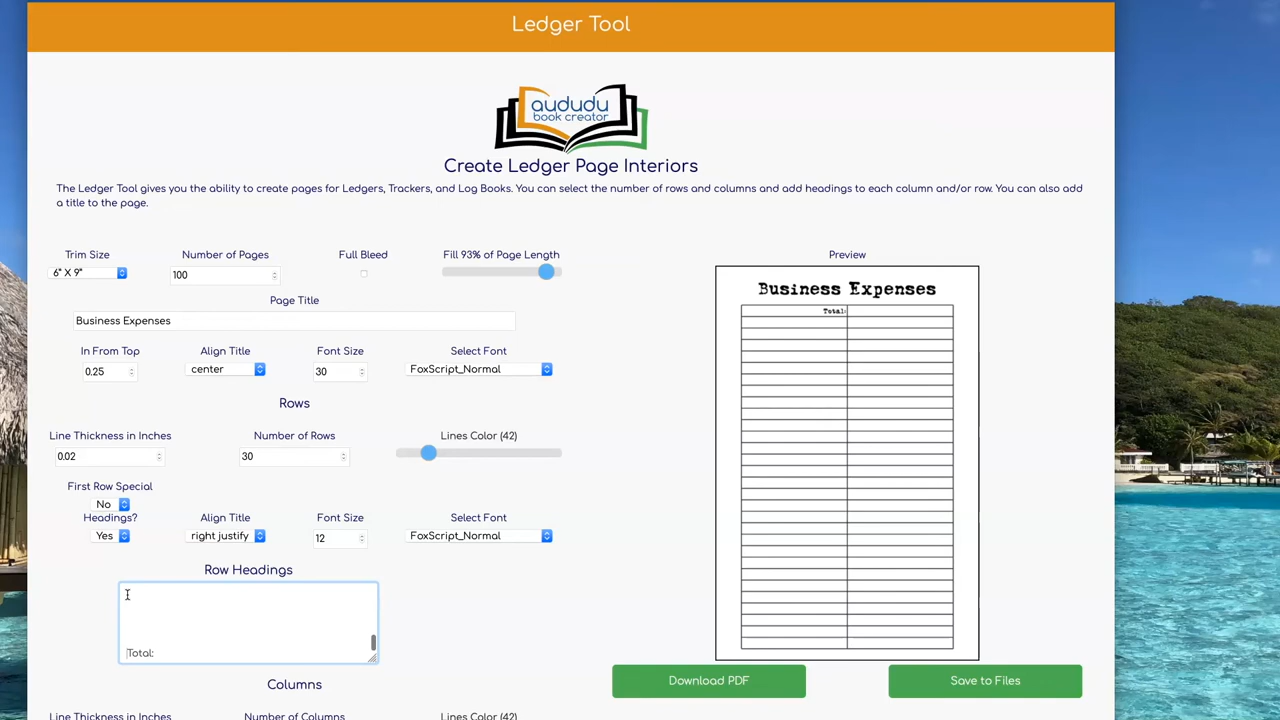 Ledger Tool
aududu
book creator
Create Ledger Page Interiors
The Ledger Tool gives you the ability to create pages for Ledgers, Trackers, and Log Books. You can select the number of rows and columns and add headings to each column and/or row. You can also add
a title to the page.
Trim Size Number of Pages Full Bleed Fill 93% of Page Length
6" X 9" 100
Page Title
Business Expenses
In From Top Align Title Font Size Select Font
0.25 center 30 FoxScript_Normal
Rows
Line Thickness in Inches Number of Rows Lines Color (42)
0.02 30
First Row Special
No
Headings? Align Title Font Size Select Font
Yes right justify 12 FoxScript_Normal
Row Headings
Total:
Columns
Line Thickness in Inches Number of Columns Lines Color (42)
Preview
Business Expenses
Total:
Download PDF Save to Files